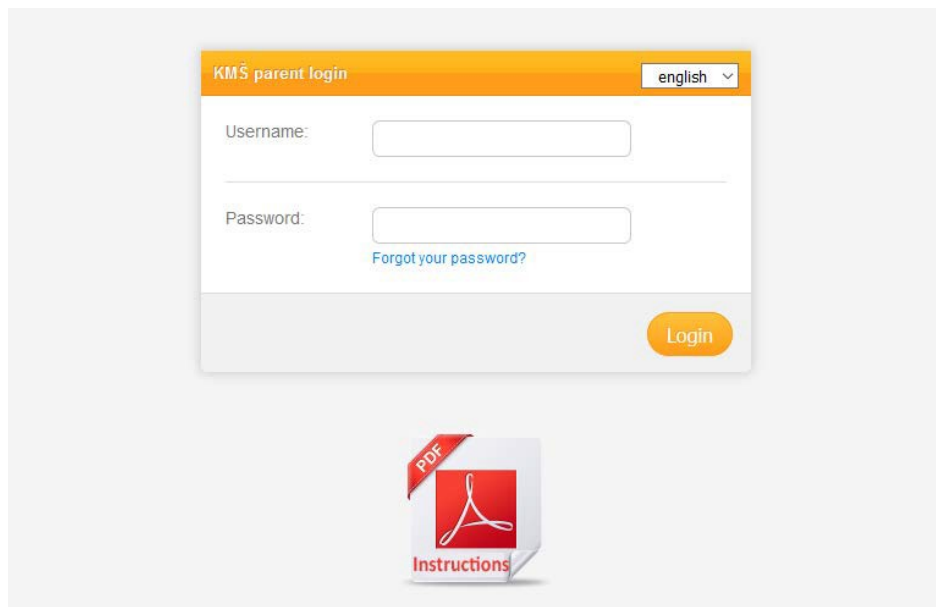 KMŠ parent login
english
Username:
Password:
Forgot your password?
Login
PDF
Instructions